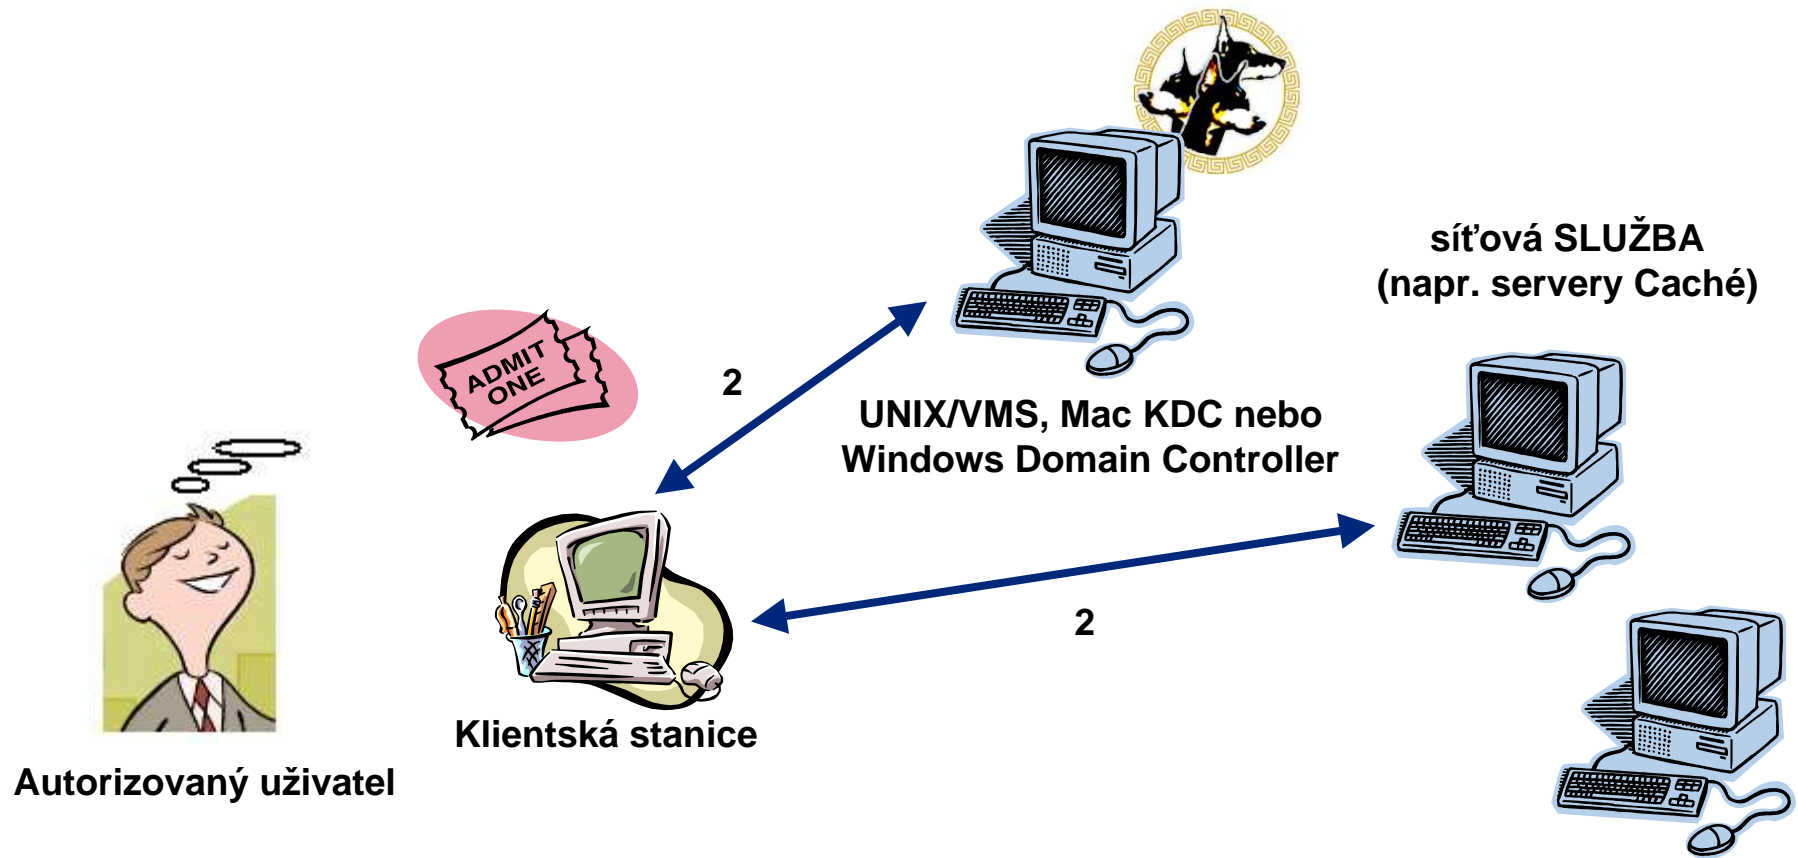 síťová SLUŽBA
(napr. servery Caché)
ADMIT
ONE
2
UNIX/VMS, Mac KDC nebo
Windows Domain Controller
2
Klientská stanice
Autorizovaný uživatel